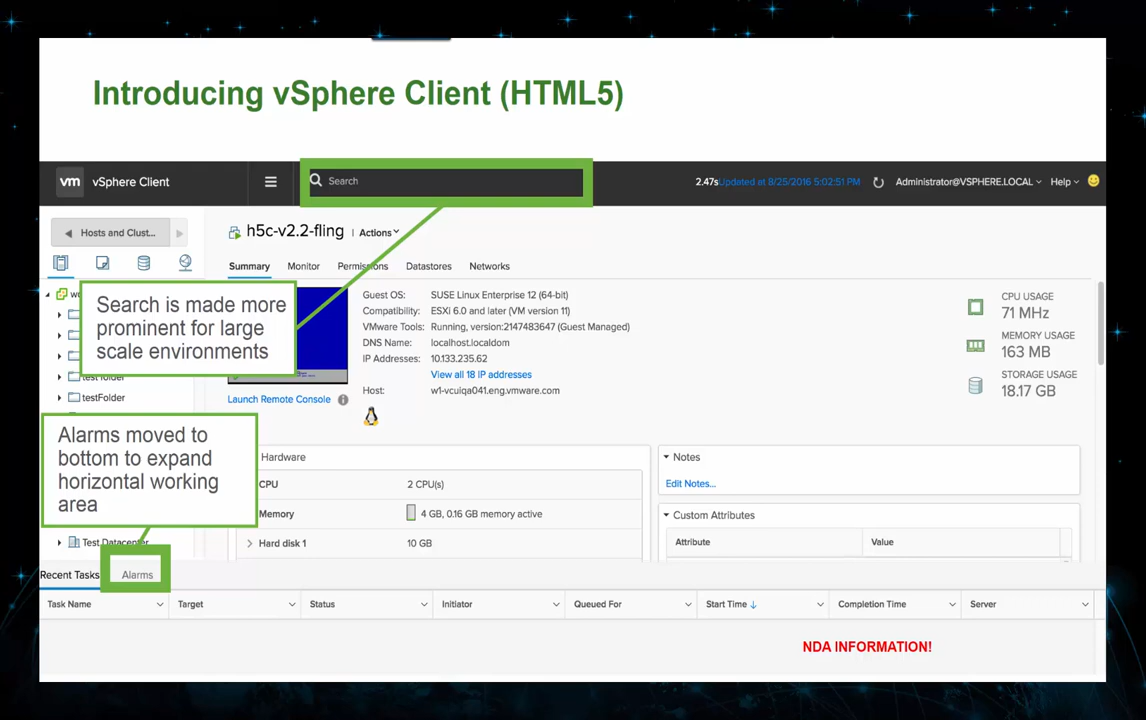 Introducing vSphere Client (HTML5)
vm vSphere Client Search 2.47s Updated at 8/25/2016 5:02:51 PM Administrator@VSPHERE.LOCAL Help
Hosts and Clust...
h5c-v2.2-fling Actions
Summary Monitor Permissions Datastores Networks
Search is made more
prominent for large
scale environments
testFolder
Guest OS: SUSE Linux Enterprise 12 (64-bit)
Compatibility: ESXi 6.0 and later (VM version 11)
VMware Tools: Running, version:2147483647 (Guest Managed)
DNS Name: localhost.localdom
IP Addresses: 10.133.235.62
View all 18 IP addresses
Host: w1-vcuiqa041.eng.vmware.com
Launch Remote Console
CPU USAGE
71 MHz
MEMORY USAGE
163 MB
STORAGE USAGE
18.17 GB
Alarms moved to
bottom to expand
horizontal working
area
Test Datacenter
Hardware
CPU 2 CPU(s)
Memory 4 GB, 0.16 GB memory active
Hard disk 1 10 GB
Notes
Edit Notes...
Custom Attributes
Attribute Value
Recent Tasks Alarms
Task Name Target Status Initiator Queued For Start Time Completion Time Server
NDA INFORMATION!